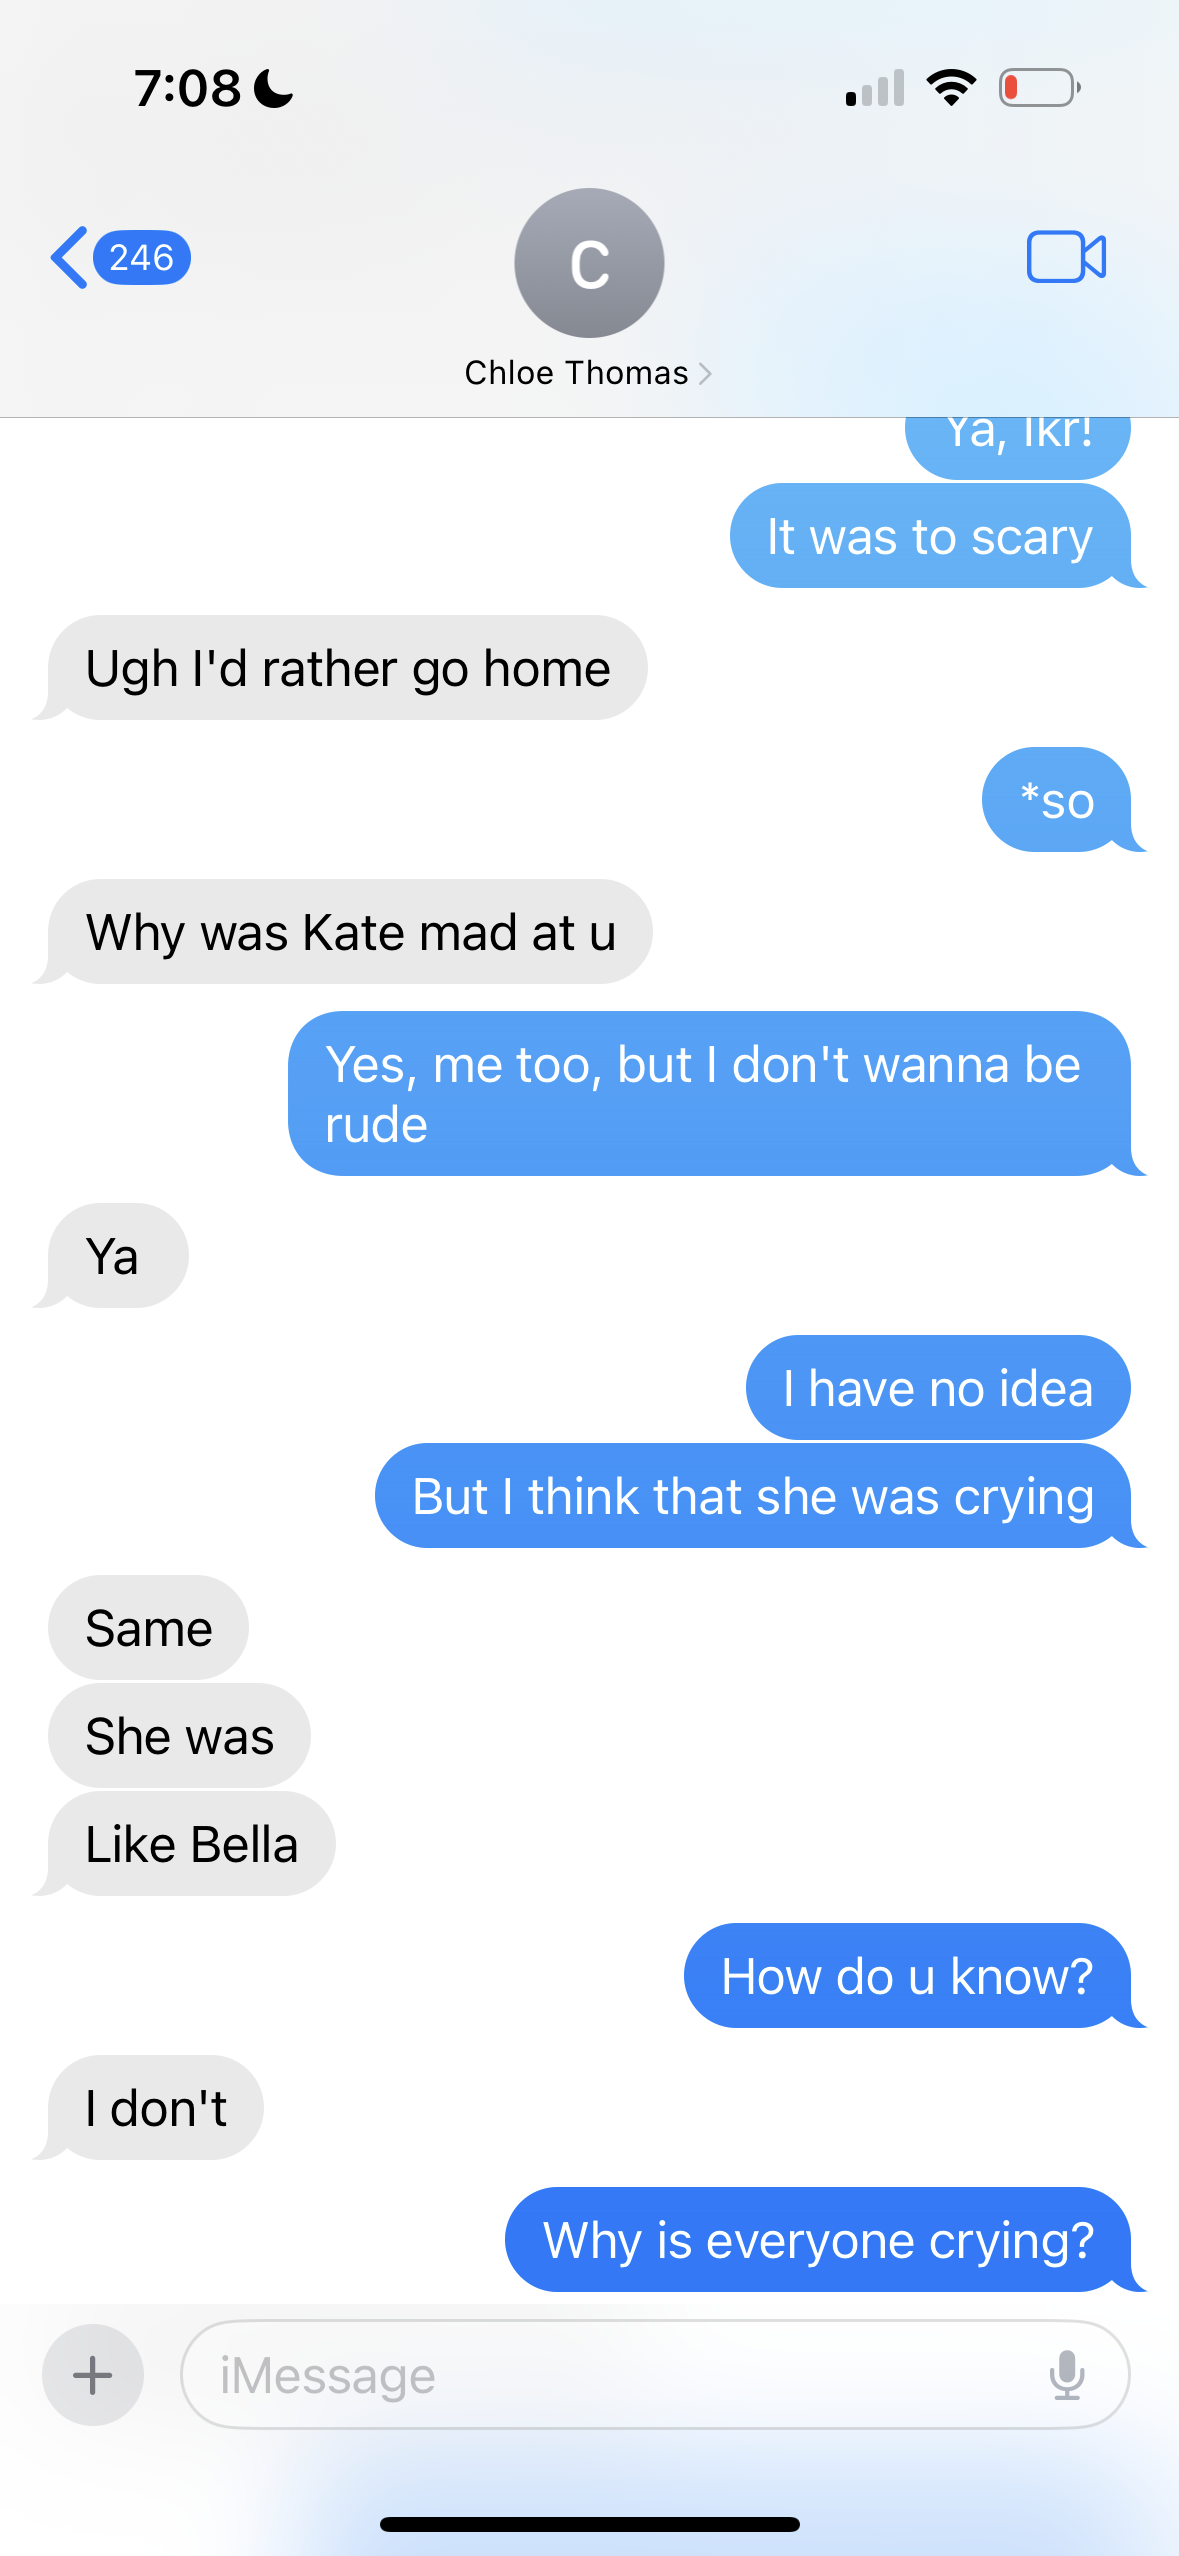 7:08
246
C
Chloe Thomas
Ya, Ikr!
It was to scary
Ugh I'd rather go home
*so
Why was Kate mad at u
Yes, me too, but I don't wanna be
rude
Ya
I have no idea
But I think that she was crying
Same
She was
Like Bella
How do u know?
I don't
Why is everyone crying?
iMessage